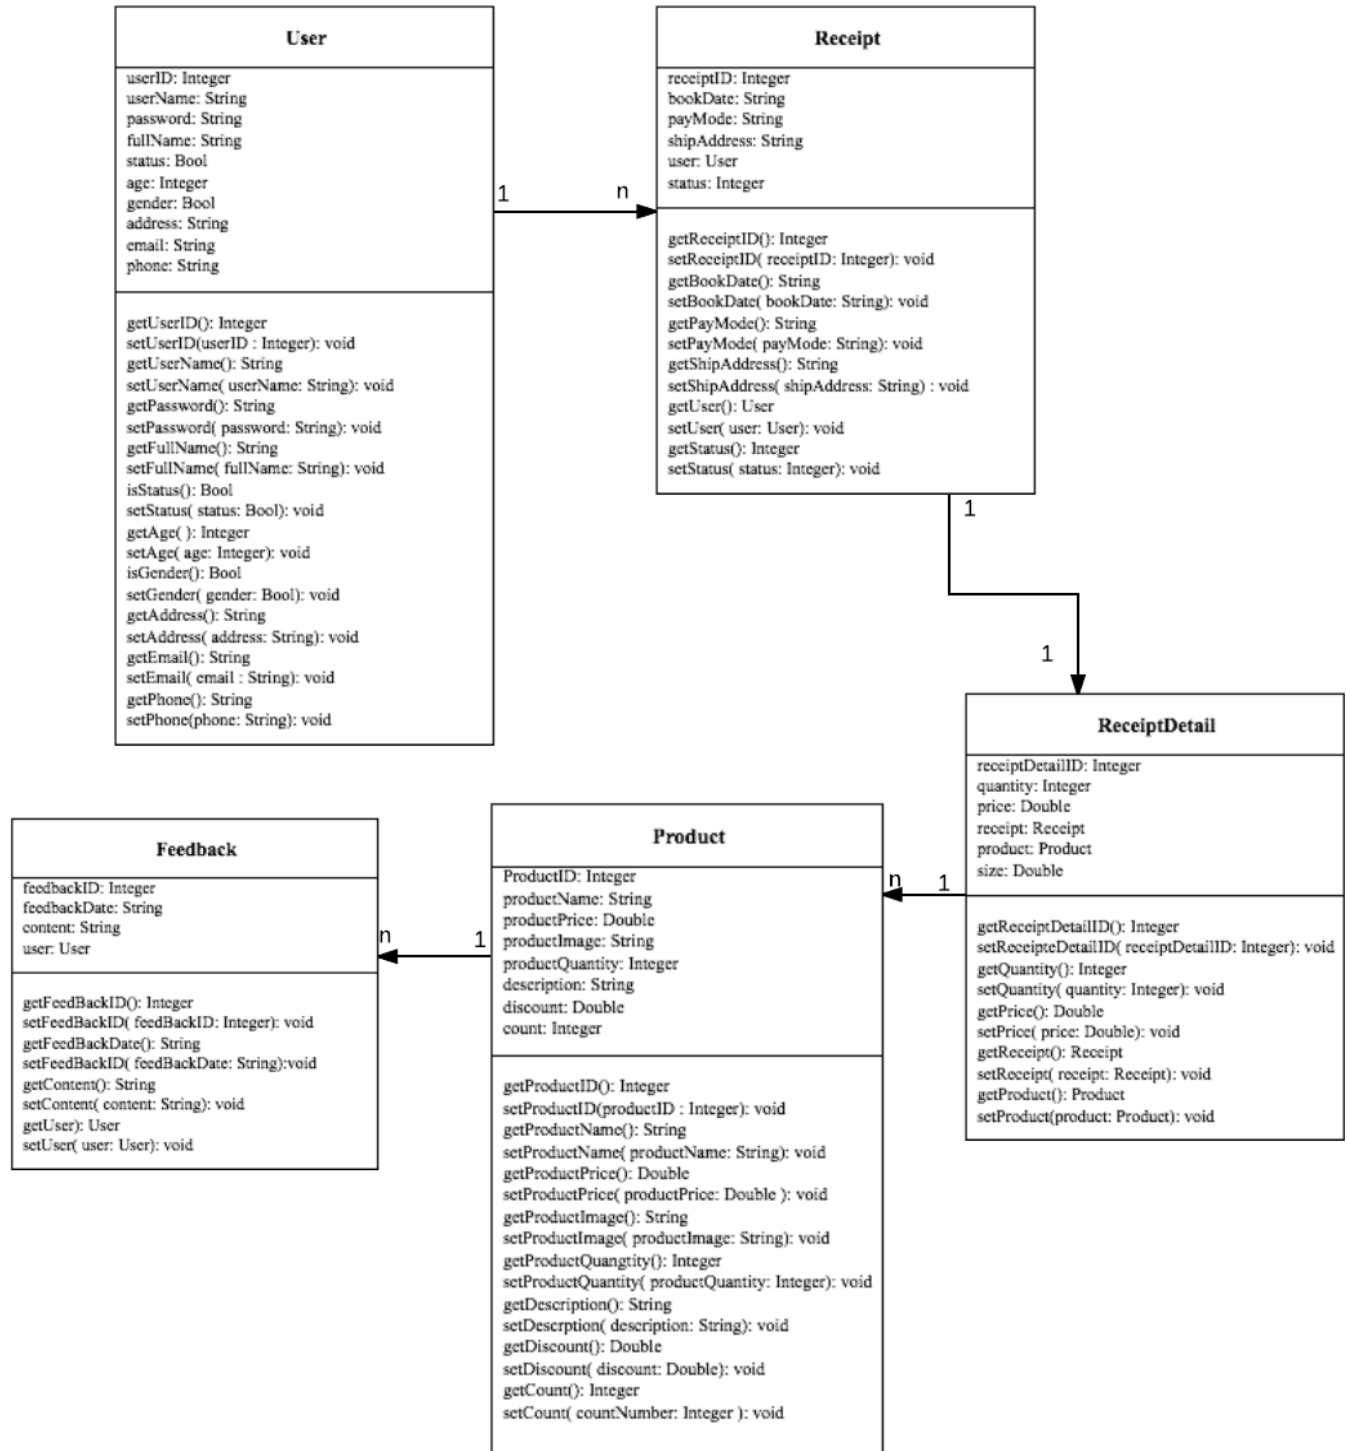 User
userID: Integer
userName: String
password: String
fullName: String
status: Bool
age: Integer
gender: Bool
address: String
email: String
phone: String
getUserID(): Integer
setUserID(userID : Integer): void
getUserName(): String
setUserName( userName: String): void
getPassword(): String
setPassword( password: String): void
getFullName(): String
setFullName( fullName: String): void
isStatus(): Bool
setStatus( status: Bool): void
getAge( ): Integer
setAge( age: Integer): void
isGender(): Bool
setGender( gender: Bool): void
getAddress(): String
setAddress( address: String): void
getEmail(): String
setEmail( email : String): void
getPhone(): String
setPhone(phone: String): void
1
n
Receipt
receiptID: Integer
bookDate: String
payMode: String
shipAddress: String
user: User
status: Integer
getReceiptID(): Integer
setReceiptID( receiptID: Integer): void
getBookDate(): String
setBookDate( bookDate: String): void
getPayMode(): String
setPayMode( payMode: String): void
getShipAddress(): String
setShipAddress( shipAddress: String) : void
getUser(): User
setUser( user: User): void
getStatus(): Integer
setStatus( status: Integer): void
1
1
ReceiptDetail
receiptDetailID: Integer
quantity: Integer
price: Double
receipt: Receipt
product: Product
size: Double
getReceiptDetailID(): Integer
setReceipteDetailID( receiptDetailID: Integer): void
getQuantity(): Integer
setQuantity( quantity: Integer): void
getPrice(): Double
setPrice( price: Double): void
getReceipt(): Receipt
setReceipt( receipt: Receipt): void
getProduct(): Product
setProduct(product: Product): void
n
1
Product
ProductID: Integer
productName: String
productPrice: Double
productImage: String
productQuantity: Integer
description: String
discount: Double
count: Integer
getProductID(): Integer
setProductID(productID : Integer): void
getProductName(): String
setProductName( productName: String): void
getProductPrice(): Double
setProductPrice( productPrice: Double ): void
getProductImage(): String
setProductImage( productImage: String): void
getProductQuangtity(): Integer
setProductQuantity( productQuantity: Integer): void
getDescription(): String
setDescrption( description: String): void
getDiscount(): Double
setDiscount( discount: Double): void
getCount(): Integer
setCount( countNumber: Integer ): void
n
1
Feedback
feedbackID: Integer
feedbackDate: String
content: String
user: User
getFeedBackID(): Integer
setFeedBackID( feedBackID: Integer): void
getFeedBackDate(): String
setFeedBackID( feedBackDate: String):void
getContent(): String
setContent( content: String): void
getUser): User
setUser( user: User): void